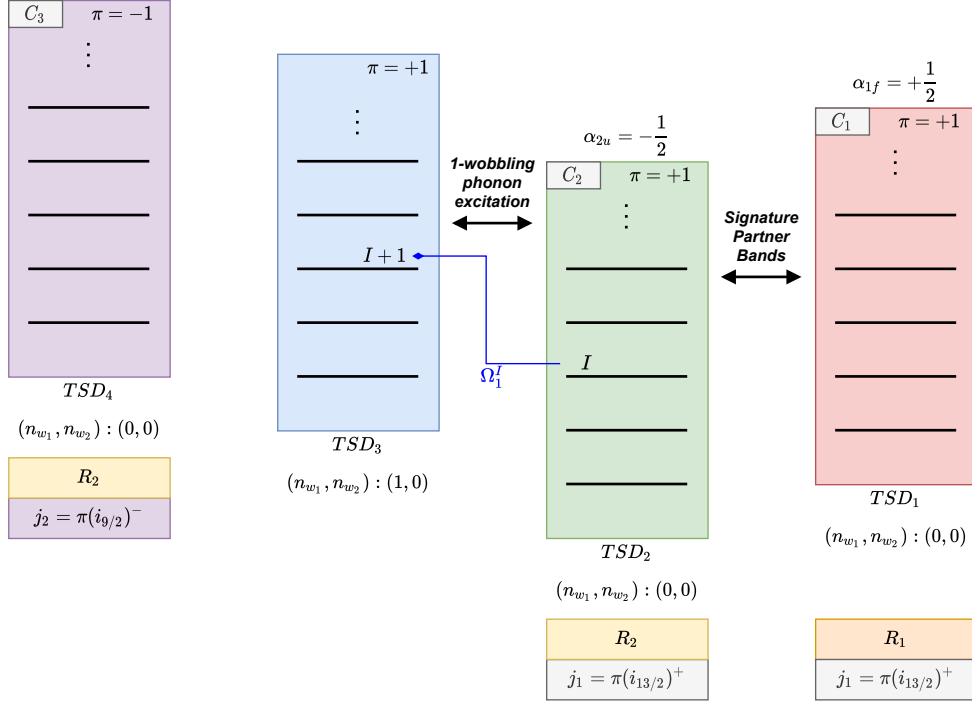 C₃ π = −1
⋮
TSD₄
(n_w₁, n_w₂) : (0, 0)
R₂
j₂ = π(i₉/₂)⁻
π = +1
⋮
I + 1
TSD₃
(n_w₁, n_w₂) : (1, 0)
1-wobbling
phonon
excitation
Ω₁ᴵ
α₂ᵤ = −1/2
C₂ π = +1
⋮
I
TSD₂
(n_w₁, n_w₂) : (0, 0)
R₂
j₁ = π(i₁₃/₂)⁺
Signature
Partner
Bands
α_1f = +1/2
C₁ π = +1
⋮
TSD₁
(n_w₁, n_w₂) : (0, 0)
R₁
j₁ = π(i₁₃/₂)⁺